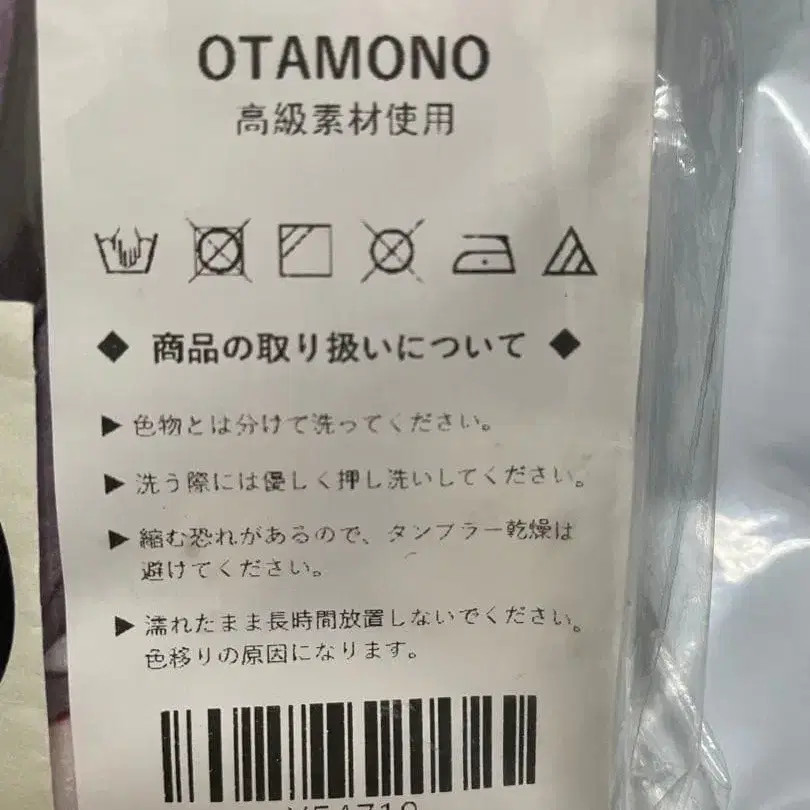 OTAMONO
高級素材使用
◆ 商品の取り扱いについて ◆
▶ 色物とは分けて洗ってください。
▶ 洗う際には優しく押し洗いしてください。
▶ 縮む恐れがあるので、タンブラー乾燥は
避けてください。
▶ 濡れたまま長時間放置しないでください。
色移りの原因になります。